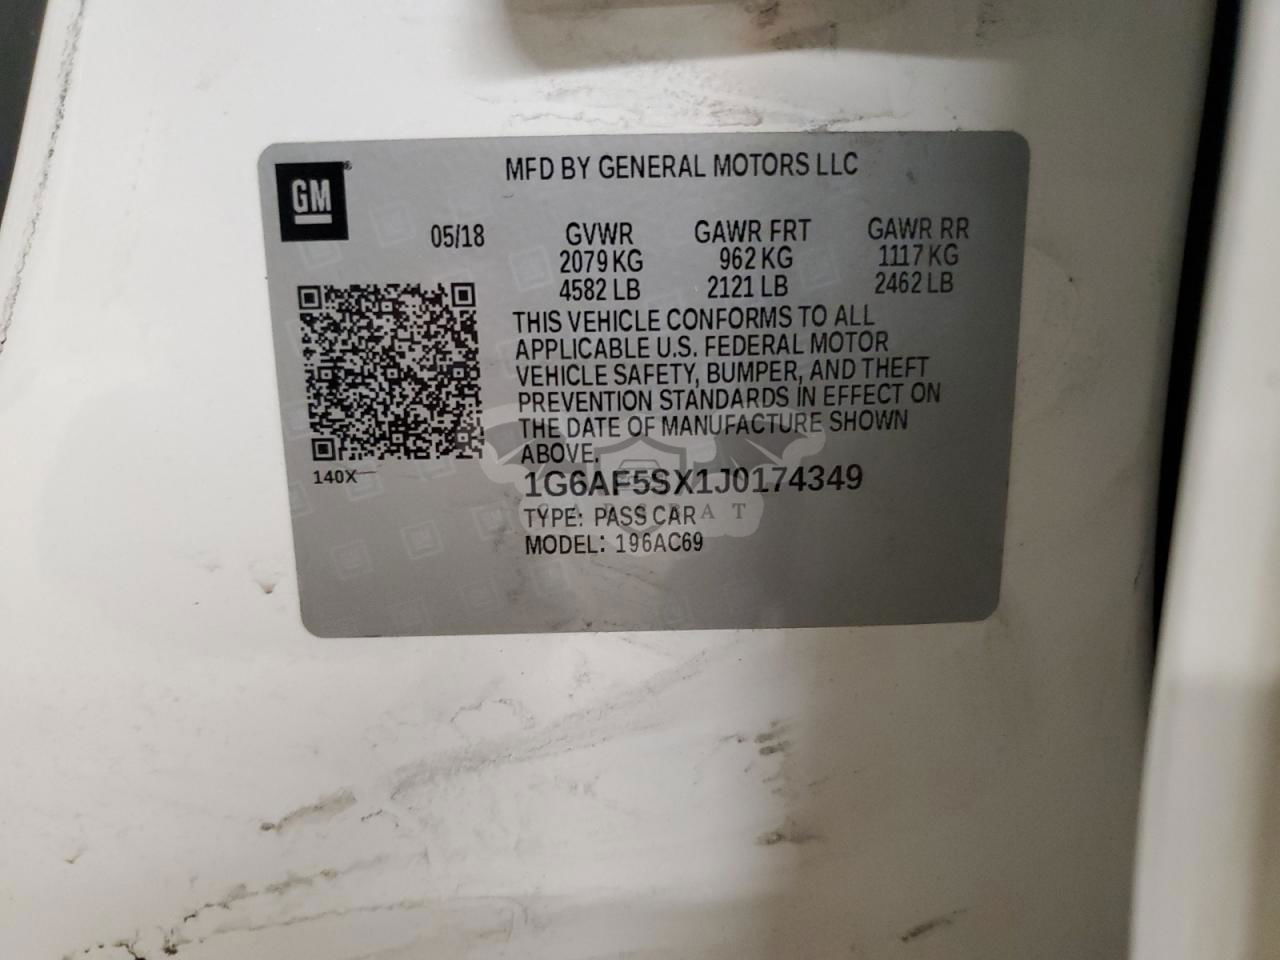 MFD BY GENERAL MOTORS LLC
GM
®
05/18
GVWR GAWR FRT GAWR RR
2079 KG 962 KG 1117 KG
4582 LB 2121 LB 2462 LB
THIS VEHICLE CONFORMS TO ALL
APPLICABLE U.S. FEDERAL MOTOR
VEHICLE SAFETY, BUMPER, AND THEFT
PREVENTION STANDARDS IN EFFECT ON
THE DATE OF MANUFACTURE SHOWN
ABOVE.
140X
1G6AF5SX1J0174349
TYPE: PASS CAR
MODEL: 196AC69